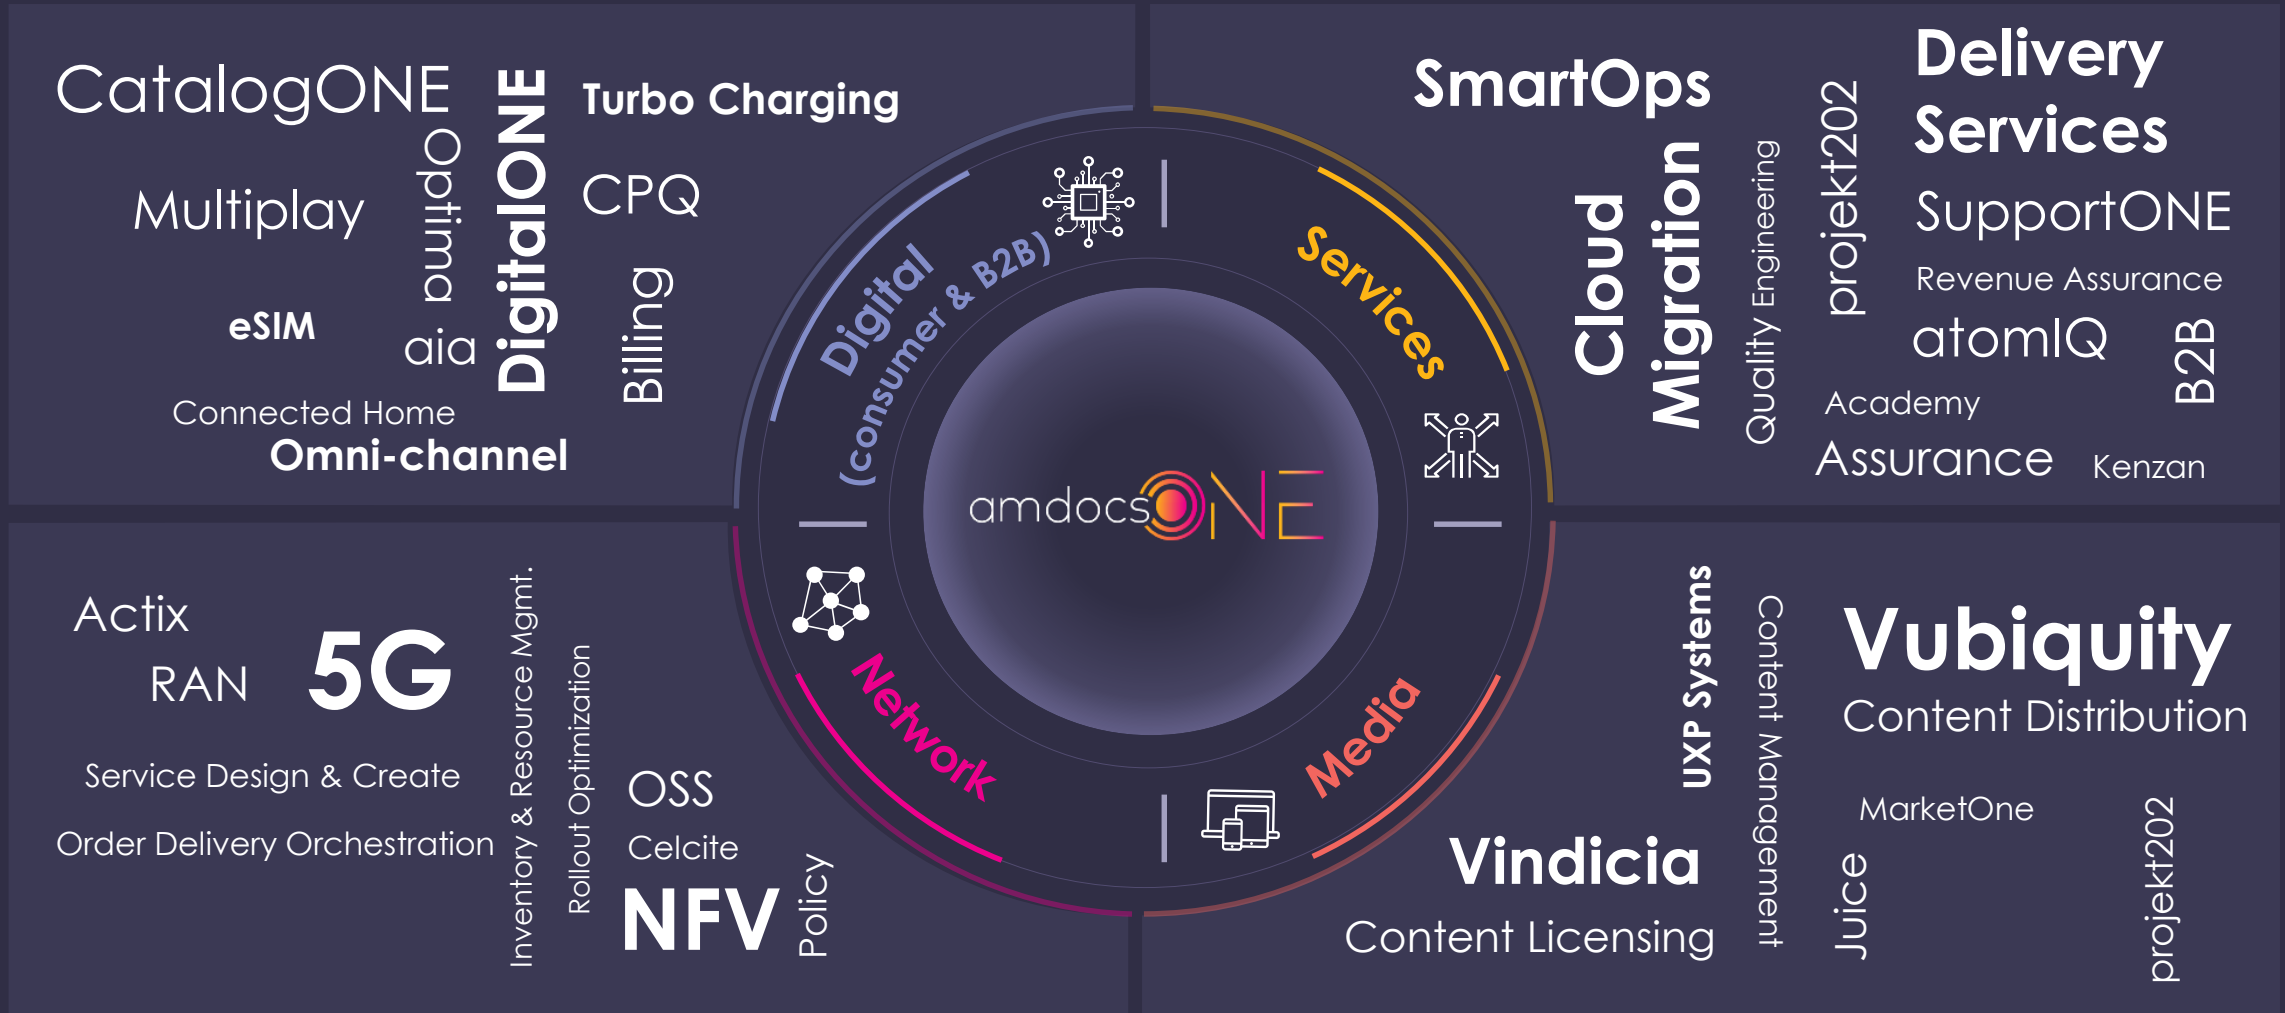 CatalogONE
Optima
DigitalONE
Turbo Charging
Multiplay
CPQ
eSIM
aia
Billing
Connected Home
Omni-channel
SmartOps
Cloud
Migration
Quality Engineering
projekt202
Delivery
Services
SupportONE
Revenue Assurance
atomIQ
B2B
Academy
Assurance
Kenzan
Digital
(consumer & B2B)
Services
amdocsONE
Network
Media
Actix
RAN
5G
Service Design & Create
Order Delivery Orchestration
Inventory & Resource Mgmt.
Rollout Optimization
OSS
Celcite
NFV
Policy
UXP Systems
Content Management
Vubiquity
Content Distribution
MarketOne
Vindicia
Content Licensing
Juice
projekt202